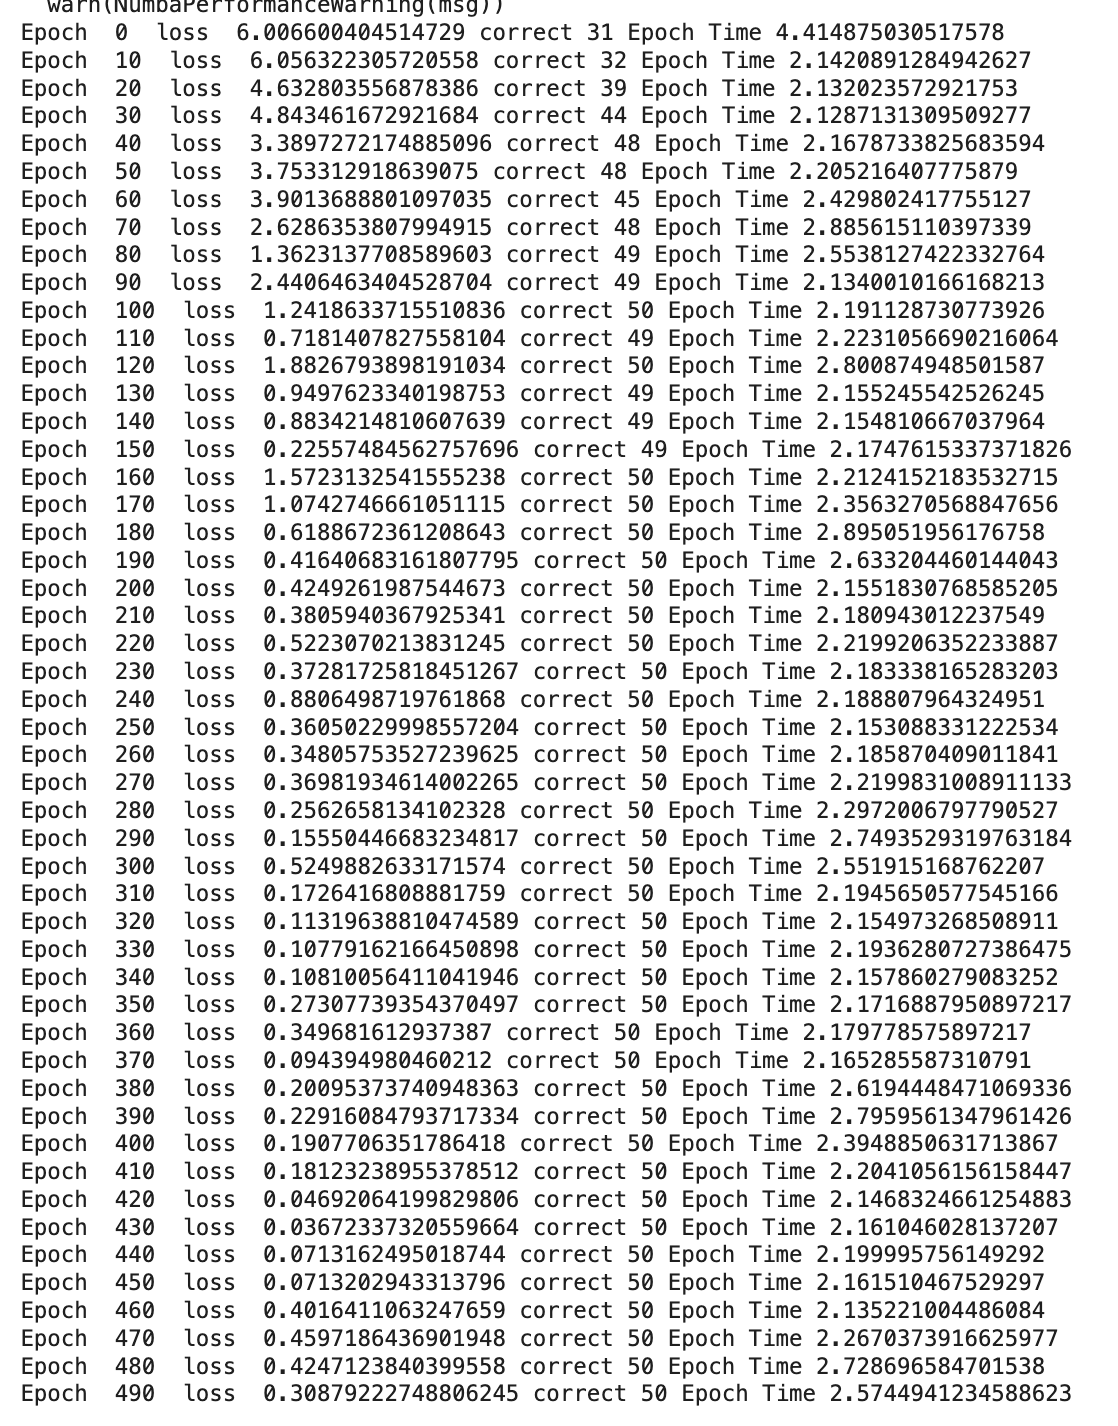 warn(NumbaPerformanceWarning(msg))
Epoch  0  loss  6.006600404514729 correct 31 Epoch Time 4.414875030517578
Epoch  10  loss  6.056322305720558 correct 32 Epoch Time 2.1420891284942627
Epoch  20  loss  4.632803556878386 correct 39 Epoch Time 2.132023572921753
Epoch  30  loss  4.843461672921684 correct 44 Epoch Time 2.1287131309509277
Epoch  40  loss  3.3897272174885096 correct 48 Epoch Time 2.1678733825683594
Epoch  50  loss  3.753312918639075 correct 48 Epoch Time 2.205216407775879
Epoch  60  loss  3.9013688801097035 correct 45 Epoch Time 2.429802417755127
Epoch  70  loss  2.6286353807994915 correct 48 Epoch Time 2.885615110397339
Epoch  80  loss  1.3623137708589603 correct 49 Epoch Time 2.5538127422332764
Epoch  90  loss  2.4406463404528704 correct 49 Epoch Time 2.1340010166168213
Epoch  100  loss  1.2418633715510836 correct 50 Epoch Time 2.191128730773926
Epoch  110  loss  0.7181407827558104 correct 49 Epoch Time 2.2231056690216064
Epoch  120  loss  1.8826793898191034 correct 50 Epoch Time 2.800874948501587
Epoch  130  loss  0.9497623340198753 correct 49 Epoch Time 2.155245542526245
Epoch  140  loss  0.8834214810607639 correct 49 Epoch Time 2.154810667037964
Epoch  150  loss  0.22557484562757696 correct 49 Epoch Time 2.1747615337371826
Epoch  160  loss  1.5723132541555238 correct 50 Epoch Time 2.2124152183532715
Epoch  170  loss  1.0742746661051115 correct 50 Epoch Time 2.3563270568847656
Epoch  180  loss  0.6188672361208643 correct 50 Epoch Time 2.895051956176758
Epoch  190  loss  0.41640683161807795 correct 50 Epoch Time 2.633204460144043
Epoch  200  loss  0.4249261987544673 correct 50 Epoch Time 2.1551830768585205
Epoch  210  loss  0.3805940367925341 correct 50 Epoch Time 2.180943012237549
Epoch  220  loss  0.5223070213831245 correct 50 Epoch Time 2.2199206352233887
Epoch  230  loss  0.37281725818451267 correct 50 Epoch Time 2.183338165283203
Epoch  240  loss  0.8806498719761868 correct 50 Epoch Time 2.188807964324951
Epoch  250  loss  0.36050229998557204 correct 50 Epoch Time 2.153088331222534
Epoch  260  loss  0.34805753527239625 correct 50 Epoch Time 2.185870409011841
Epoch  270  loss  0.36981934614002265 correct 50 Epoch Time 2.2199831008911133
Epoch  280  loss  0.2562658134102328 correct 50 Epoch Time 2.2972006797790527
Epoch  290  loss  0.15550446683234817 correct 50 Epoch Time 2.7493529319763184
Epoch  300  loss  0.5249882633171574 correct 50 Epoch Time 2.551915168762207
Epoch  310  loss  0.1726416808881759 correct 50 Epoch Time 2.1945650577545166
Epoch  320  loss  0.11319638810474589 correct 50 Epoch Time 2.154973268508911
Epoch  330  loss  0.10779162166450898 correct 50 Epoch Time 2.1936280727386475
Epoch  340  loss  0.10810056411041946 correct 50 Epoch Time 2.157860279083252
Epoch  350  loss  0.27307739354370497 correct 50 Epoch Time 2.1716887950897217
Epoch  360  loss  0.349681612937387 correct 50 Epoch Time 2.179778575897217
Epoch  370  loss  0.094394980460212 correct 50 Epoch Time 2.165285587310791
Epoch  380  loss  0.20095373740948363 correct 50 Epoch Time 2.6194448471069336
Epoch  390  loss  0.22916084793717334 correct 50 Epoch Time 2.7959561347961426
Epoch  400  loss  0.1907706351786418 correct 50 Epoch Time 2.3948850631713867
Epoch  410  loss  0.18123238955378512 correct 50 Epoch Time 2.2041056156158447
Epoch  420  loss  0.04692064199829806 correct 50 Epoch Time 2.1468324661254883
Epoch  430  loss  0.03672337320559664 correct 50 Epoch Time 2.161046028137207
Epoch  440  loss  0.0713162495018744 correct 50 Epoch Time 2.199995756149292
Epoch  450  loss  0.0713202943313796 correct 50 Epoch Time 2.161510467529297
Epoch  460  loss  0.4016411063247659 correct 50 Epoch Time 2.135221004486084
Epoch  470  loss  0.4597186436901948 correct 50 Epoch Time 2.2670373916625977
Epoch  480  loss  0.4247123840399558 correct 50 Epoch Time 2.728696584701538
Epoch  490  loss  0.30879222748806245 correct 50 Epoch Time 2.5744941234588623